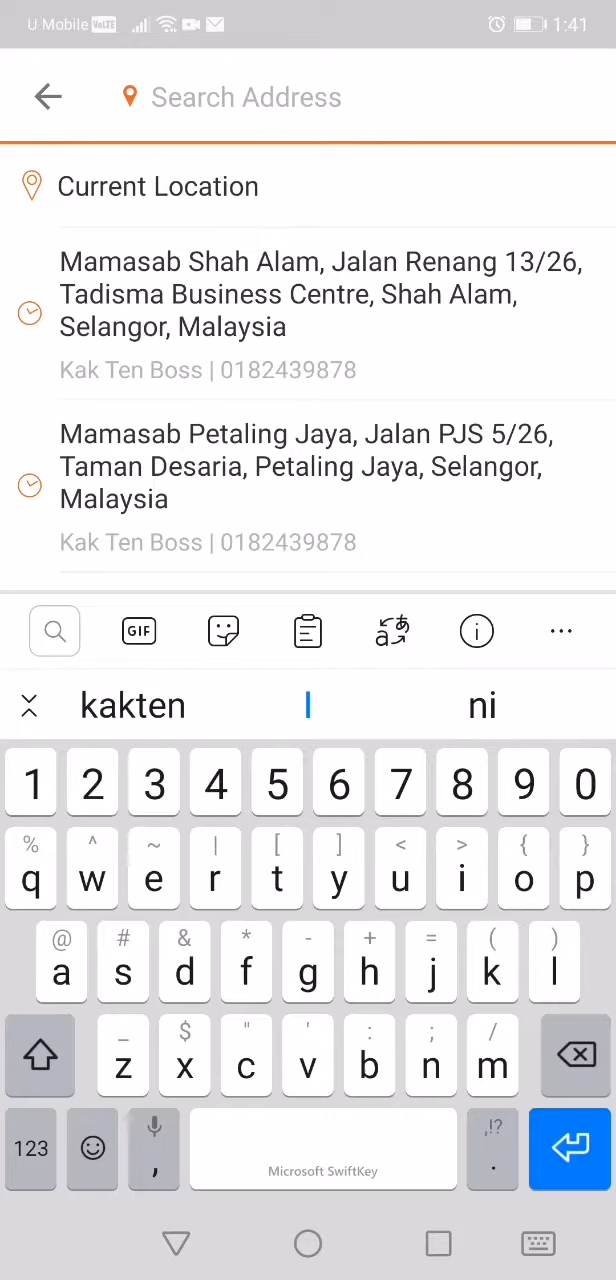 U Mobile VoLTE 1:41
Search Address
Current Location
Mamasab Shah Alam, Jalan Renang 13/26,
Tadisma Business Centre, Shah Alam,
Selangor, Malaysia
Kak Ten Boss | 0182439878
Mamasab Petaling Jaya, Jalan PJS 5/26,
Taman Desaria, Petaling Jaya, Selangor,
Malaysia
Kak Ten Boss | 0182439878
GIF aあ i ...
kakten I ni
1 2 3 4 5 6 7 8 9 0
% ^ ~ | [ ] < > { }
q w e r t y u i o p
@ # & * - + = ( )
a s d f g h j k l
_ $ " ' : ; /
z x c v b n m
,!?
123 , Microsoft SwiftKey .